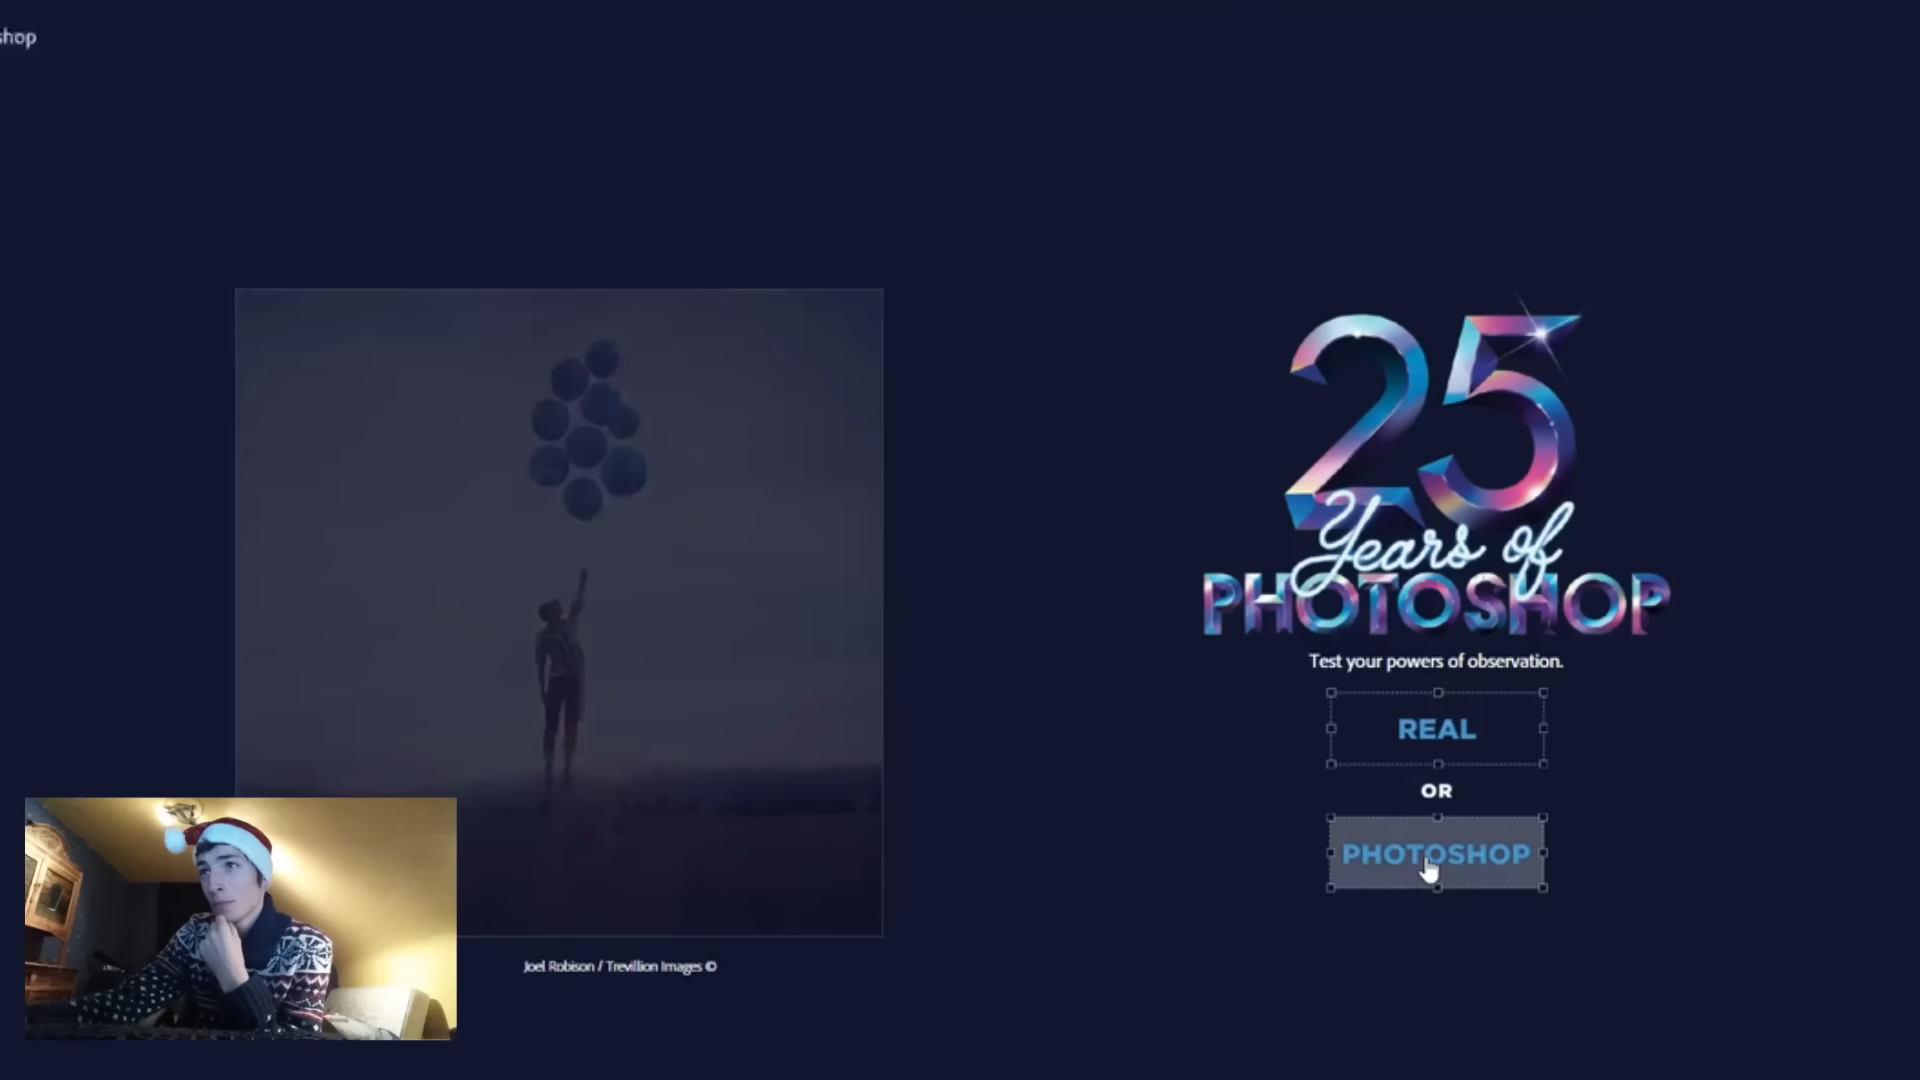 shop
25
Years of
PHOTOSHOP
Test your powers of observation.
REAL
OR
PHOTOSHOP
Joel Robison / Trevillion Images ©